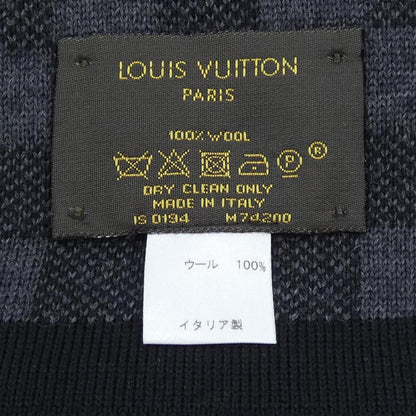 LOUIS VUITTON
PARIS
100% WOOL
P ®
DRY CLEAN ONLY
MADE IN ITALY
IS 0194 M74200
ウール 100%
イタリア製